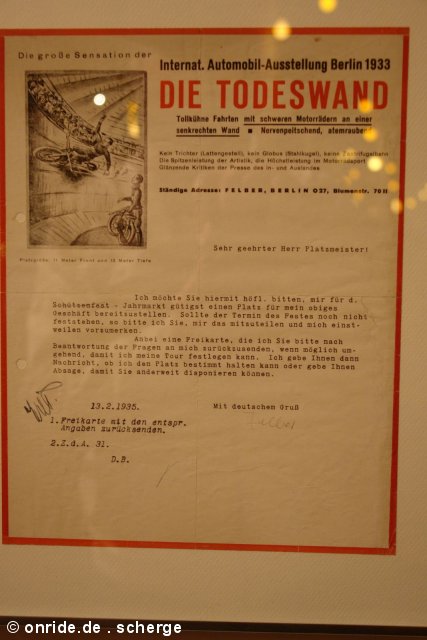 Die große Sensation der
Internat. Automobil-Ausstellung Berlin 1933
DIE TODESWAND
Tollkühne Fahrten mit schweren Motorrädern an einer
senkrechten Wand ■ Nervenpeitschend, atemraubend
Kein Trichter (Lattengestell), kein Globus (Stahlkugel), keine Zentrifugalbahn
Die Spitzenleistung der Artistik, die Höchstleistung im Motorradsport
Glänzende Kritiken der Presse des In- und Auslandes
Ständige Adresse: FELBER, BERLIN O27, Blumenstr. 70 II
Platzgröße: 11 Meter Front und 12 Meter Tiefe
Sehr geehrter Herr Platzmeister!
Ich möchte Sie hiermit höfl. bitten, mir für d.
Schützenfest - Jahrmarkt gütigst einen Platz für mein obiges
Geschäft bereitzustellen. Sollte der Termin des Festes noch nicht
feststehen, so bitte ich Sie, mir das mitzuteilen und mich einst-
weilen vorzumerken.
Anbei eine Freikarte, die ich Sie bitte nach
Beantwortung der Fragen an mich zurückzusenden, wenn möglich um-
gehend, damit ich meine Tour festlegen kann. Ich gebe Ihnen dann
Nachricht, ob ich den Platz bestimmt halten kann oder gebe Ihnen
Absage, damit Sie anderweit disponieren können.
13.2.1935.
Mit deutschem Gruß
Felber
1. Freikarte mit den entspr.
Angaben zurücksenden.
2. Z.d.A. 31.
D.B.
© onride.de . scherge